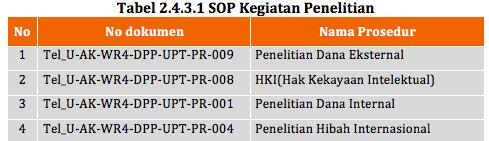 Tabel 2.4.3.1 SOP Kegiatan Penelitian
No No dokumen Nama Prosedur
1 Tel_U-AK-WR4-DPP-UPT-PR-009 Penelitian Dana Eksternal
2 Tel_U-AK-WR4-DPP-UPT-PR-008 HKI(Hak Kekayaan Intelektual)
3 Tel_U-AK-WR4-DPP-UPT-PR-001 Penelitian Dana Internal
4 Tel_U-AK-WR4-DPP-UPT-PR-004 Penelitian Hibah Internasional